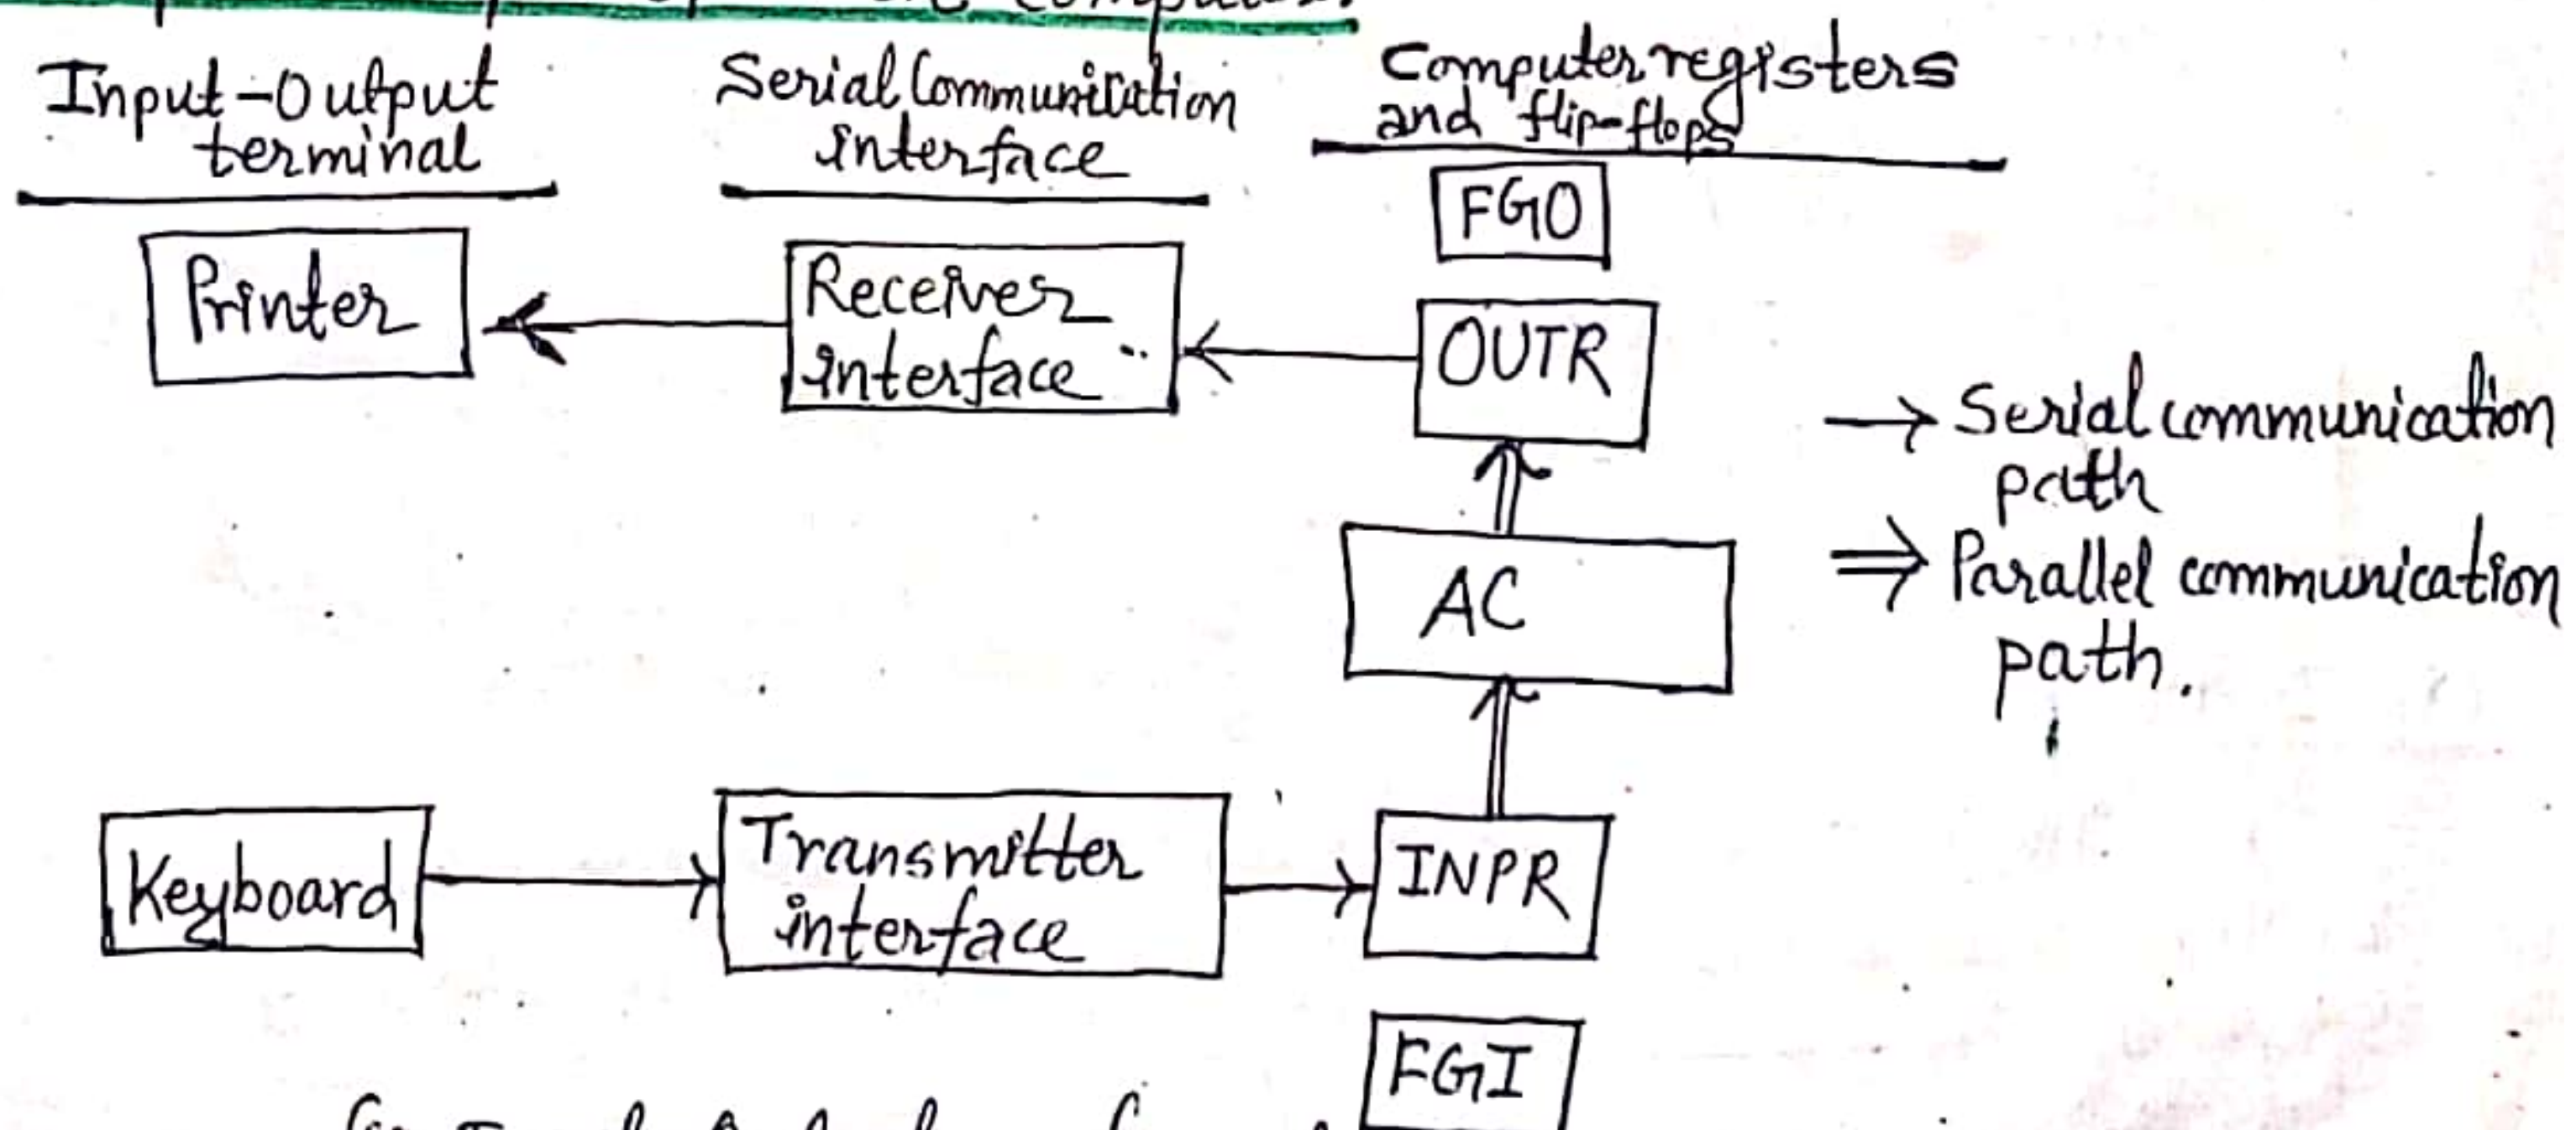 Input-Output
terminal
Serial Communication
interface
Computer registers
and flip-flops
FGO
Printer
Receiver
interface
OUTR
→ Serial communication
path
AC
⇒ Parallel communication
path.
Keyboard
Transmitter
interface
INPR
FGI